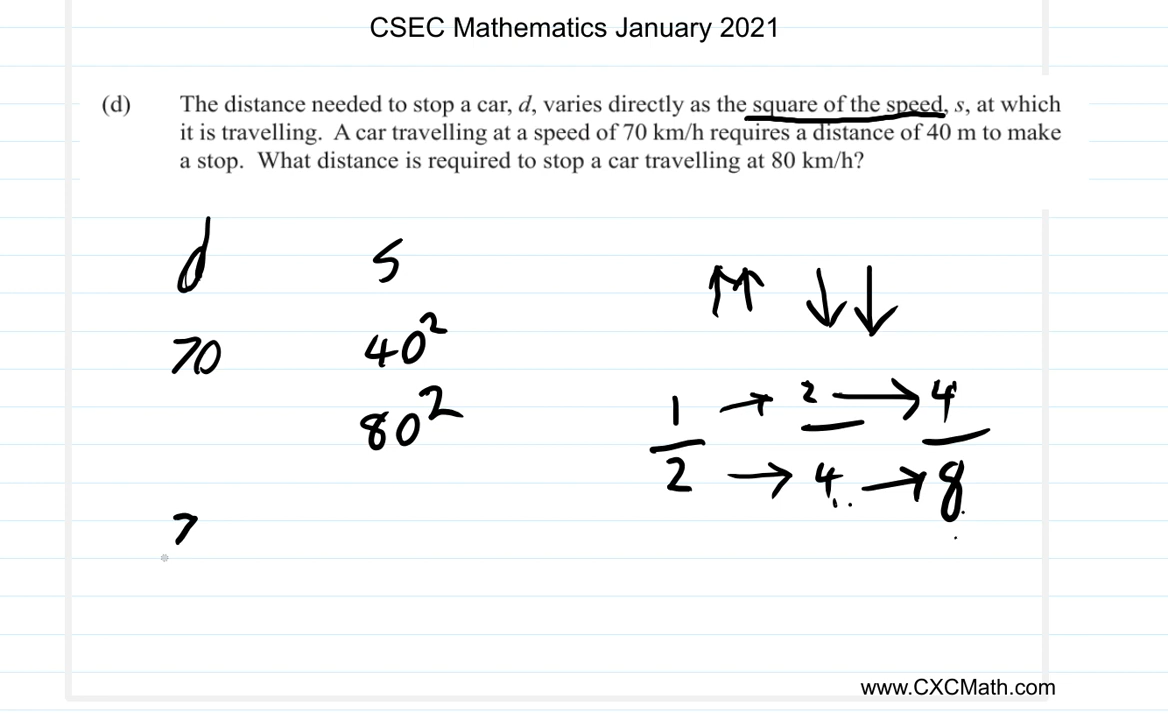 CSEC Mathematics January 2021
(d) The distance needed to stop a car, d, varies directly as the square of the speed, s, at which
it is travelling. A car travelling at a speed of 70 km/h requires a distance of 40 m to make
a stop. What distance is required to stop a car travelling at 80 km/h?
d s
↑↑ ↓↓
70 40²
80²
1 → 2 → 4
2 → 4 → 8
7
www.CXCMath.com